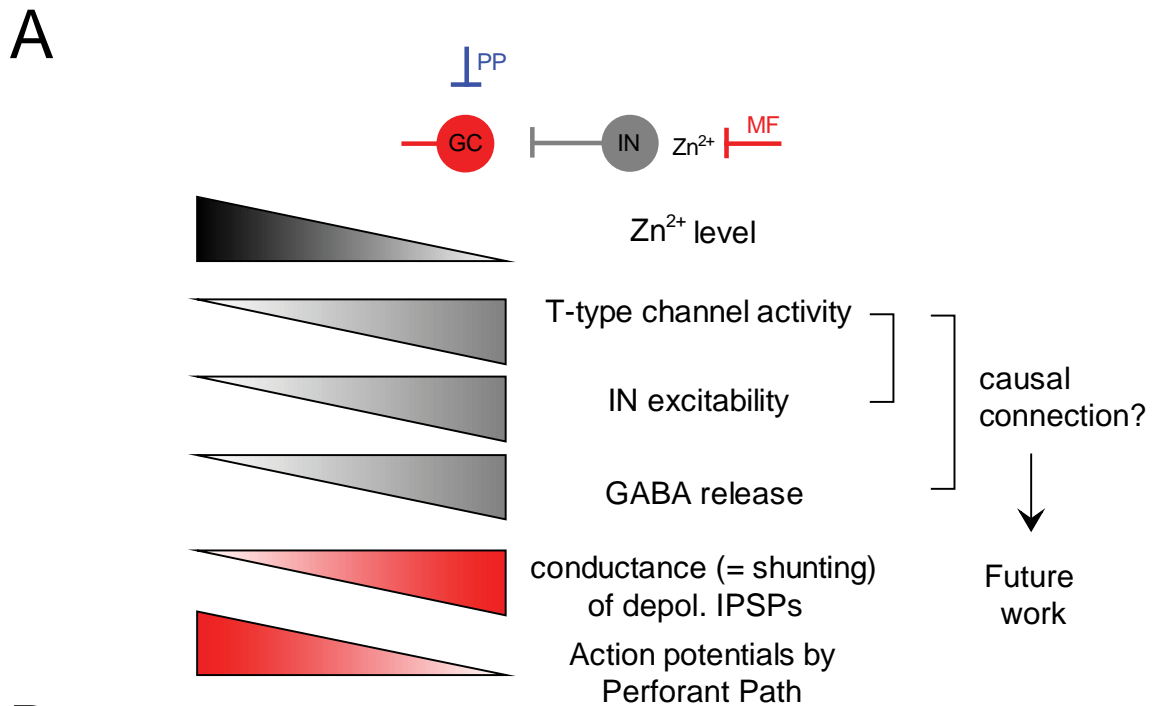 A
PP
GC
IN
Zn²⁺
MF
Zn²⁺ level
T-type channel activity
IN excitability
causal
connection?
GABA release
conductance (= shunting)
of depol. IPSPs
Future
work
Action potentials by
Perforant Path